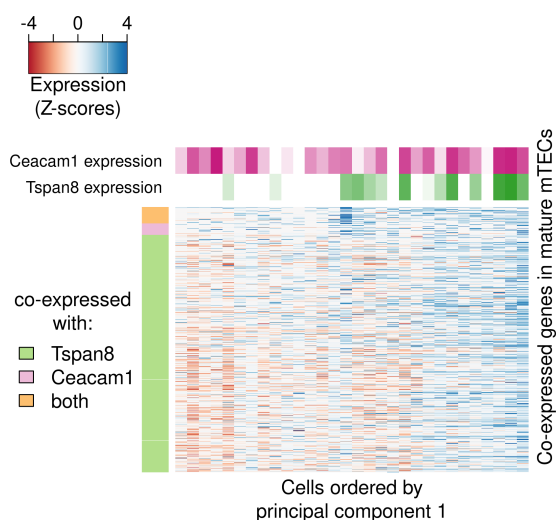 -4 0 4
Expression
(Z-scores)
Ceacam1 expression
Tspan8 expression
co-expressed
with:
Tspan8
Ceacam1
both
Co-expressed genes in mature mTECs
Cells ordered by
principal component 1